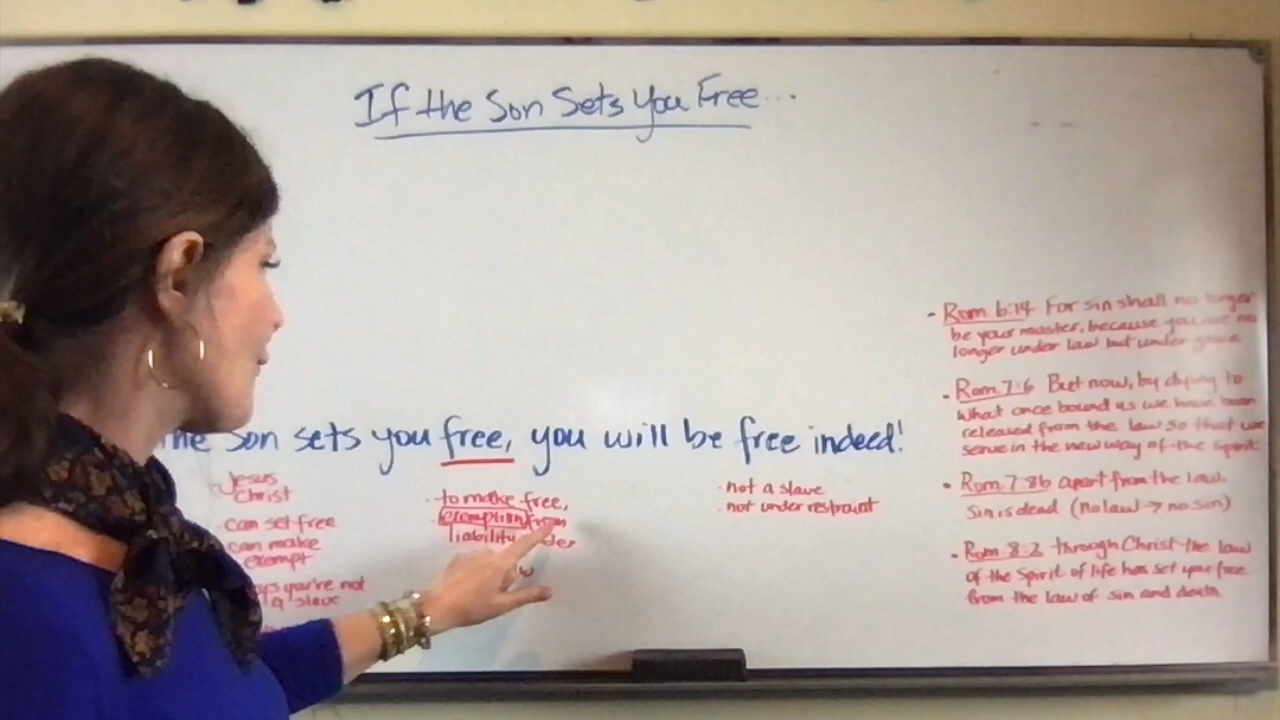 If the Son Sets You Free...
the Son sets you free, you will be free indeed!
Jesus
Christ
· can set free
can make
exempt
you're not
a slave
· to make free,
· exemption from
liability
· not a slave
· not under restraint
· Rom 6:14 For sin shall no longer
be your master, because you are no
longer under law but under grace
· Rom 7:6 But now, by dying to
what once bound us we have been
released from the law so that we
serve in the new way of the Spirit
· Rom 7:8b apart from the law,
Sin is dead (no law → no sin)
· Rom 8:2 through Christ the law
of the Spirit of life has set you free
from the law of sin and death